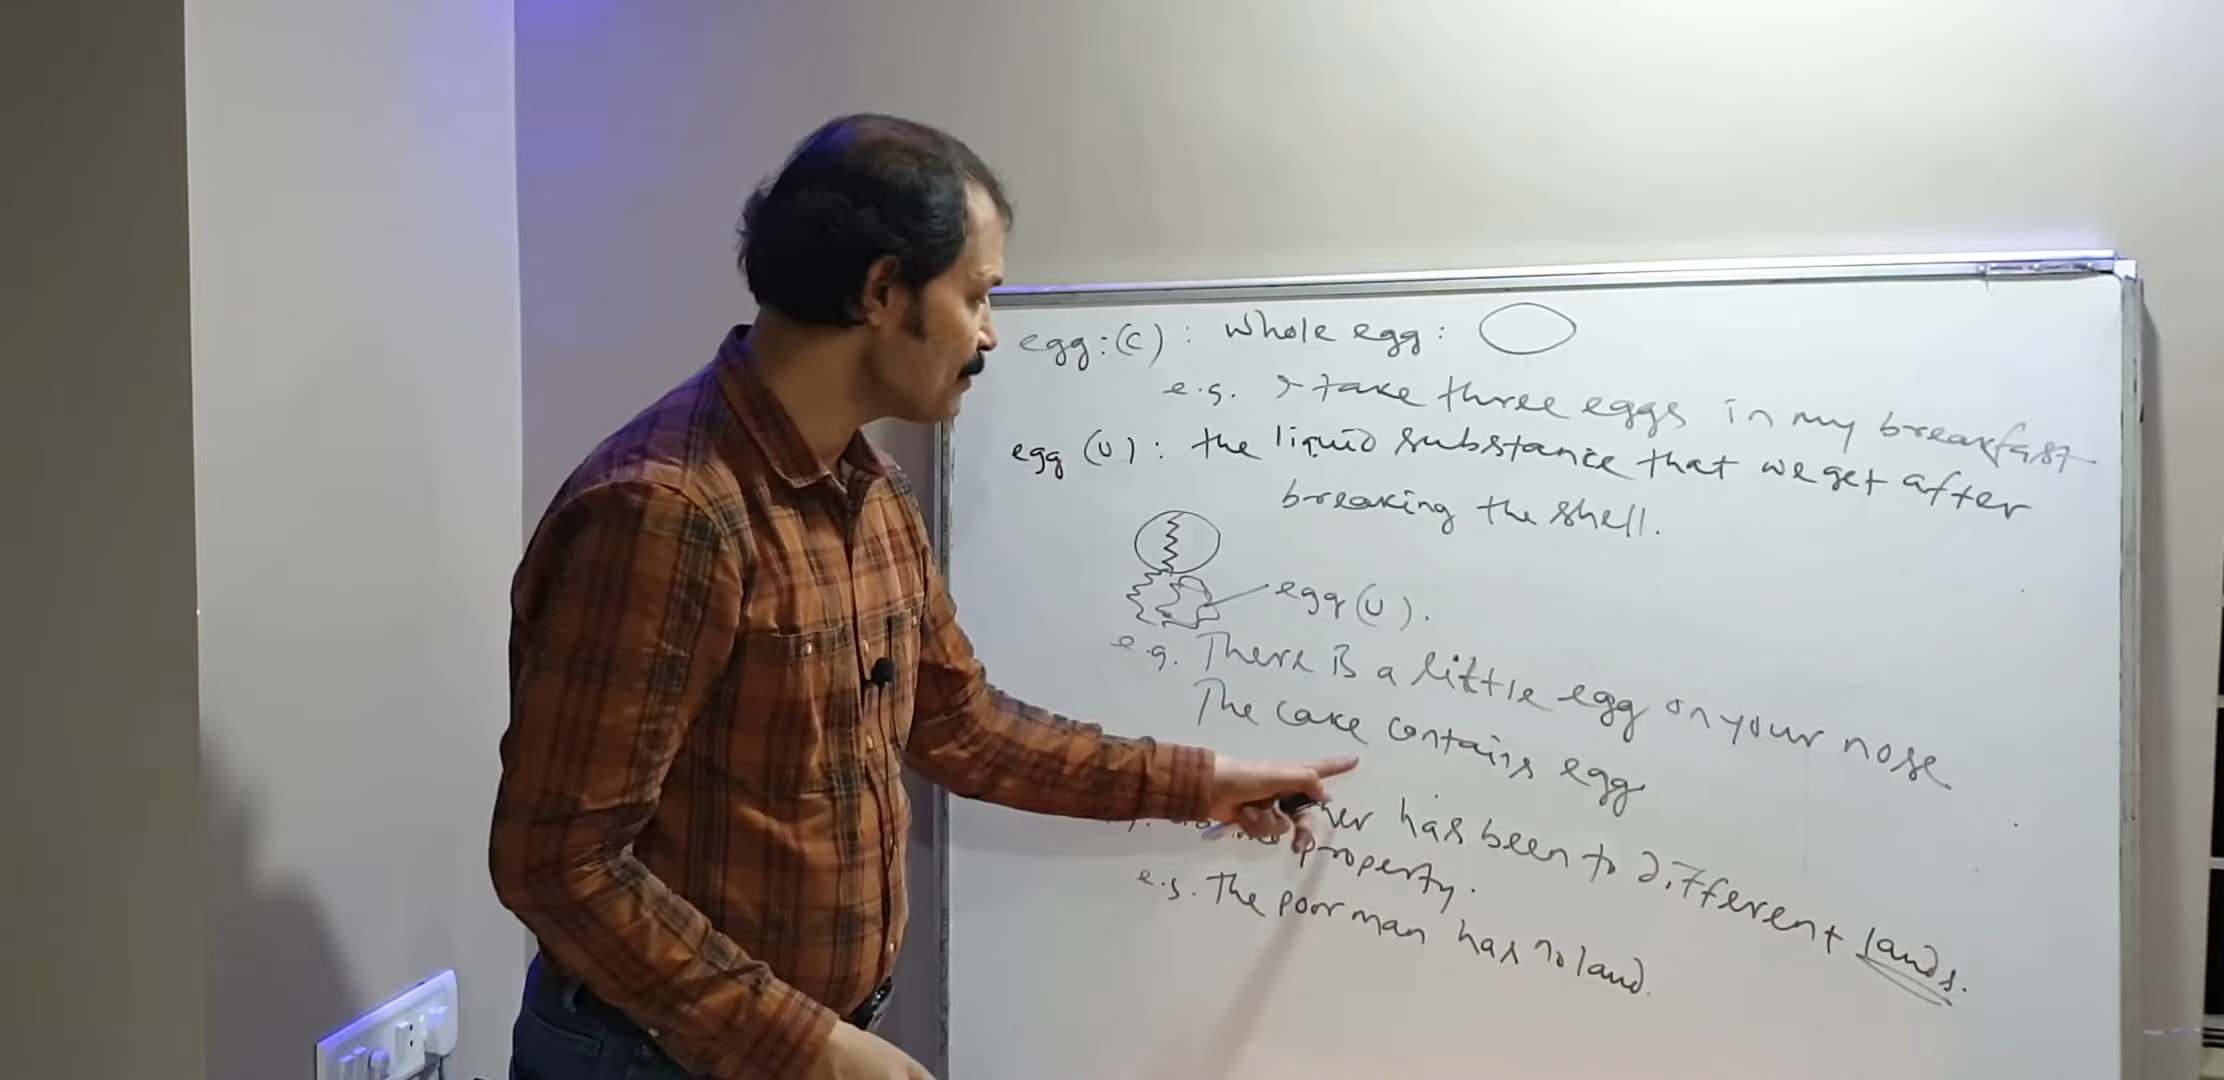 egg:(C): Whole egg:
e.g. I take three eggs in my breakfast
egg (U): the liquid substance that we get after
breaking the shell.
egg(U).
e.g. There is a little egg on your nose
The cake contains egg
has been to different lands.
property.
e.g. The poor man has no land.